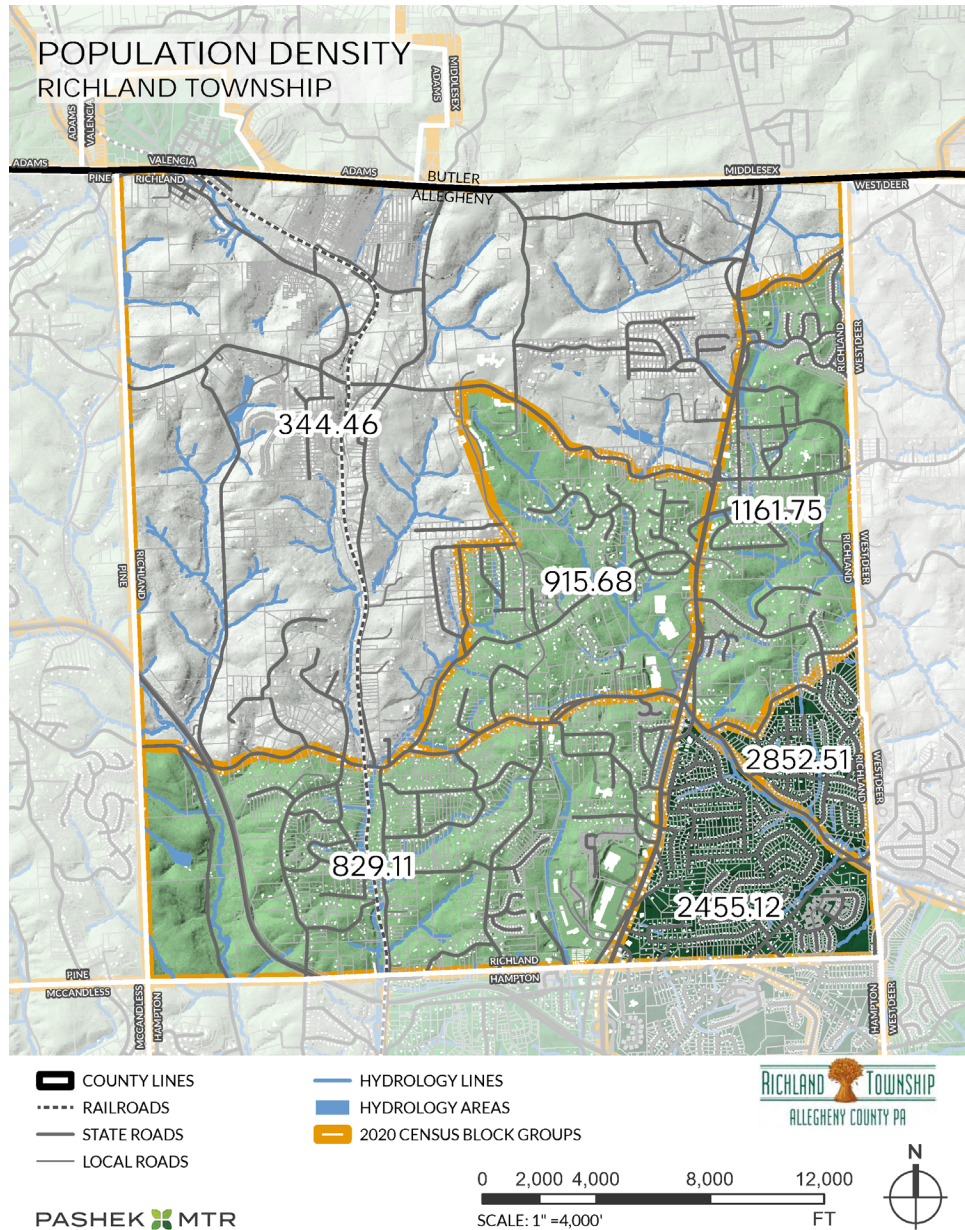 POPULATION DENSITY
RICHLAND TOWNSHIP
ADAMS
MIDDLESEX
ADAMS
VALENCIA
ADAMS
VALENCIA
ADAMS
BUTLER
MIDDLESEX
PINE
RICHLAND
ALLEGHENY
WEST DEER
RICHLAND
WEST DEER
344.46
1161.75
RICHLAND
PINE
915.68
RICHLAND
WEST DEER
2852.51
RICHLAND
WEST DEER
829.11
2455.12
PINE
RICHLAND
MCCANDLESS
HAMPTON
MCCANDLESS
HAMPTON
HAMPTON
WEST DEER
COUNTY LINES
RAILROADS
STATE ROADS
LOCAL ROADS
HYDROLOGY LINES
HYDROLOGY AREAS
2020 CENSUS BLOCK GROUPS
RICHLAND TOWNSHIP
ALLEGHENY COUNTY PA
N
0 2,000 4,000 8,000 12,000
FT
SCALE: 1" =4,000'
PASHEK MTR